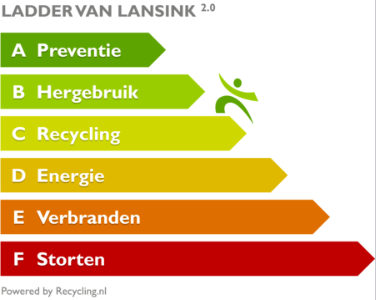 LADDER VAN LANSINK 2.0
A Preventie
B Hergebruik
C Recycling
D Energie
E Verbranden
F Storten
Powered by Recycling.nl